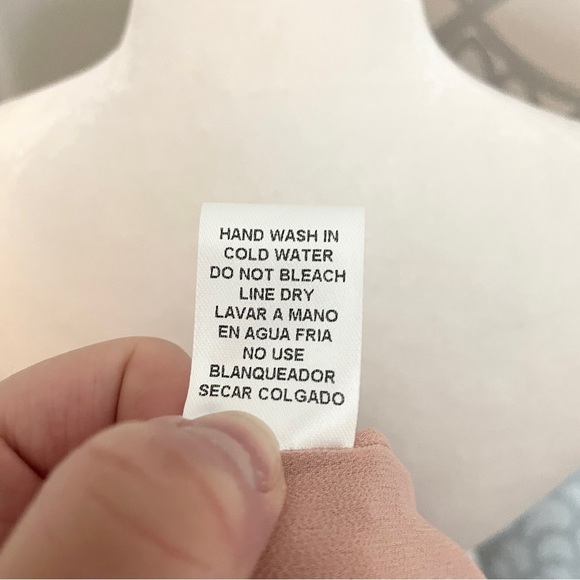 HAND WASH IN
COLD WATER
DO NOT BLEACH
LINE DRY
LAVAR A MANO
EN AGUA FRIA
NO USE
BLANQUEADOR
SECAR COLGADO